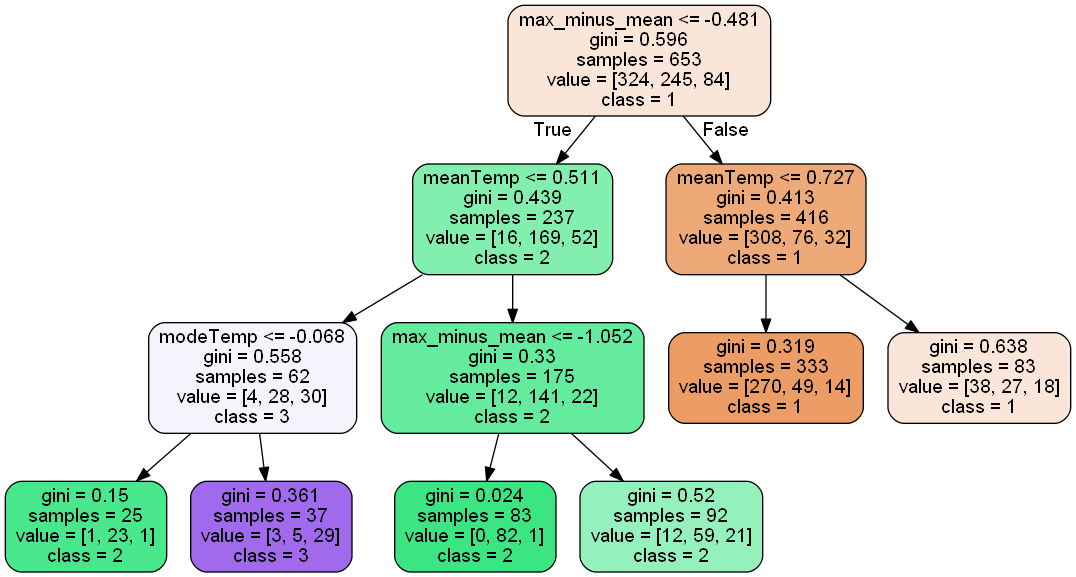 max_minus_mean <= -0.481
gini = 0.596
samples = 653
value = [324, 245, 84]
class = 1
True
False
meanTemp <= 0.511
gini = 0.439
samples = 237
value = [16, 169, 52]
class = 2
meanTemp <= 0.727
gini = 0.413
samples = 416
value = [308, 76, 32]
class = 1
modeTemp <= -0.068
gini = 0.558
samples = 62
value = [4, 28, 30]
class = 3
max_minus_mean <= -1.052
gini = 0.33
samples = 175
value = [12, 141, 22]
class = 2
gini = 0.319
samples = 333
value = [270, 49, 14]
class = 1
gini = 0.638
samples = 83
value = [38, 27, 18]
class = 1
gini = 0.15
samples = 25
value = [1, 23, 1]
class = 2
gini = 0.361
samples = 37
value = [3, 5, 29]
class = 3
gini = 0.024
samples = 83
value = [0, 82, 1]
class = 2
gini = 0.52
samples = 92
value = [12, 59, 21]
class = 2